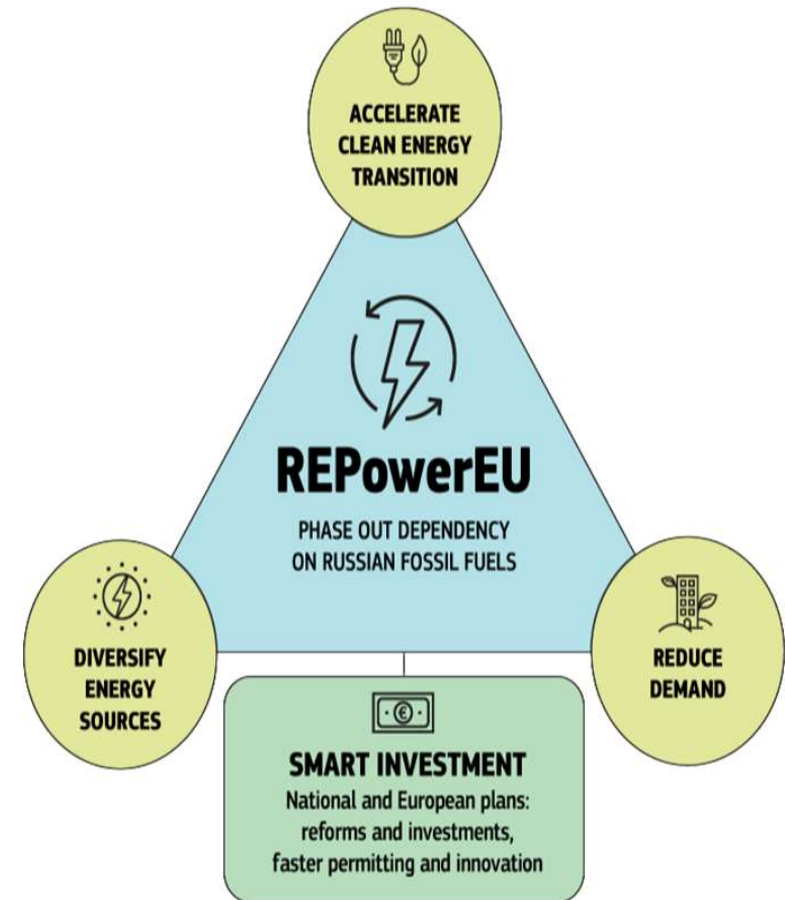 ACCELERATE
CLEAN ENERGY
TRANSITION
REPowerEU
PHASE OUT DEPENDENCY
ON RUSSIAN FOSSIL FUELS
DIVERSIFY
ENERGY
SOURCES
REDUCE
DEMAND
€
SMART INVESTMENT
National and European plans:
reforms and investments,
faster permitting and innovation